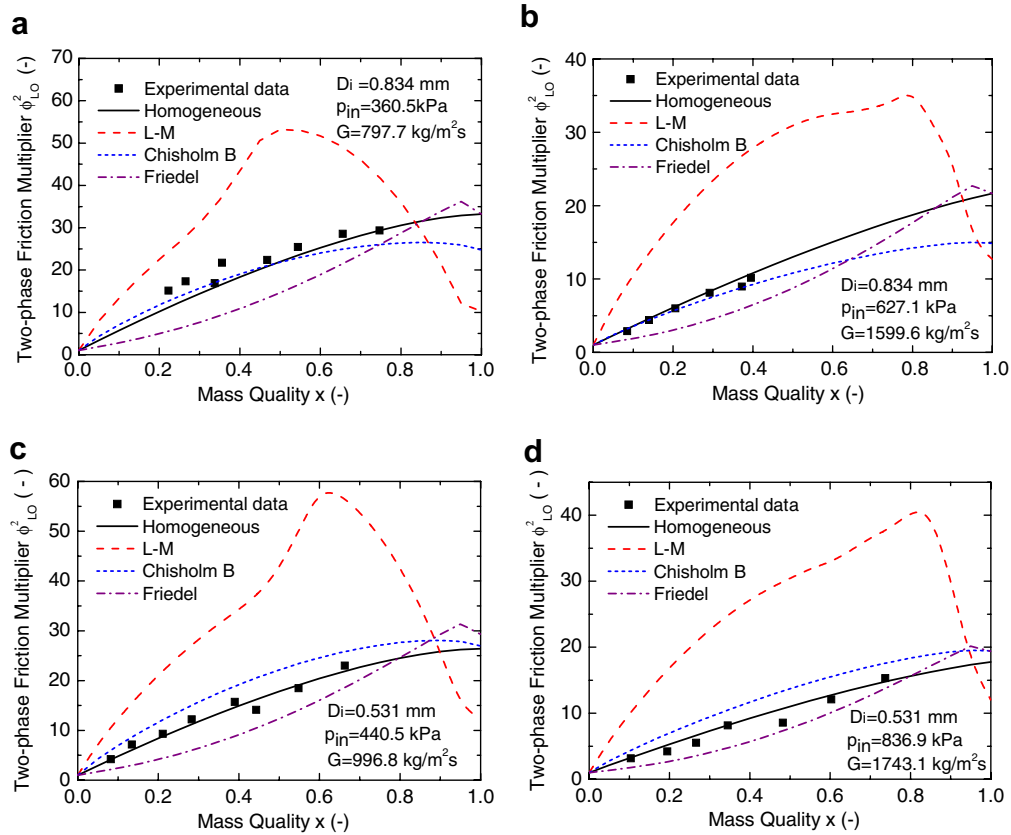 a
Two-phase Friction Multiplier ϕ²LO (-)
70
60
50
40
30
20
10
0
Experimental data
Homogeneous
L-M
Chisholm B
Friedel
Di=0.834 mm
pin=360.5kPa
G=797.7 kg/m²s
0.0 0.2 0.4 0.6 0.8 1.0
Mass Quality x (-)
b
Two-phase Friction Multiplier ϕ²LO (-)
40
30
20
10
0
Experimental data
Homogeneous
L-M
Chisholm B
Friedel
Di=0.834 mm
pin=627.1 kPa
G=1599.6 kg/m²s
0.0 0.2 0.4 0.6 0.8 1.0
Mass Quality x (-)
c
Two-phase Friction Multiplier ϕ²LO ( - )
60
50
40
30
20
10
0
Experimental data
Homogeneous
L-M
Chisholm B
Friedel
Di=0.531 mm
pin=440.5 kPa
G=996.8 kg/m²s
0.0 0.2 0.4 0.6 0.8 1.0
Mass Quality x (-)
d
Two-phase Friction Multiplier ϕ²LO ( - )
40
30
20
10
0
Experimental data
Homogeneous
L-M
Chisholm B
Friedel
Di=0.531 mm
pin=836.9 kPa
G=1743.1 kg/m²s
0.0 0.2 0.4 0.6 0.8 1.0
Mass Quality x (-)